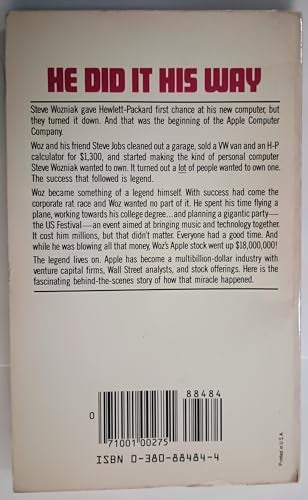 HE DID IT HIS WAY
Steve Wozniak gave Hewlett-Packard first chance at his new computer, but
they turned it down. And that was the beginning of the Apple Computer
Company.
Woz and his friend Steve Jobs cleaned out a garage, sold a VW van and an H-P
calculator for $1,300, and started making the kind of personal computer
Steve Wozniak wanted to own. It turned out a lot of people wanted to own one.
The success that followed is legend.
Woz became something of a legend himself. With success had come the
corporate rat race and Woz wanted no part of it. He spent his time flying a
plane, working towards his college degree...and planning a gigantic party—
the US Festival—an event aimed at bringing music and technology together.
It cost him millions, but that didn't matter. Everyone had a good time. And
while he was blowing all that money, Woz's Apple stock went up $18,000,000!
The legend lives on. Apple has become a multibillion-dollar industry with
venture capital firms, Wall Street analysts, and stock offerings. Here is the
fascinating behind-the-scenes story of how that miracle happened.
88484
0
71001 00275
ISBN 0-380-88484-4
Printed in U.S.A.